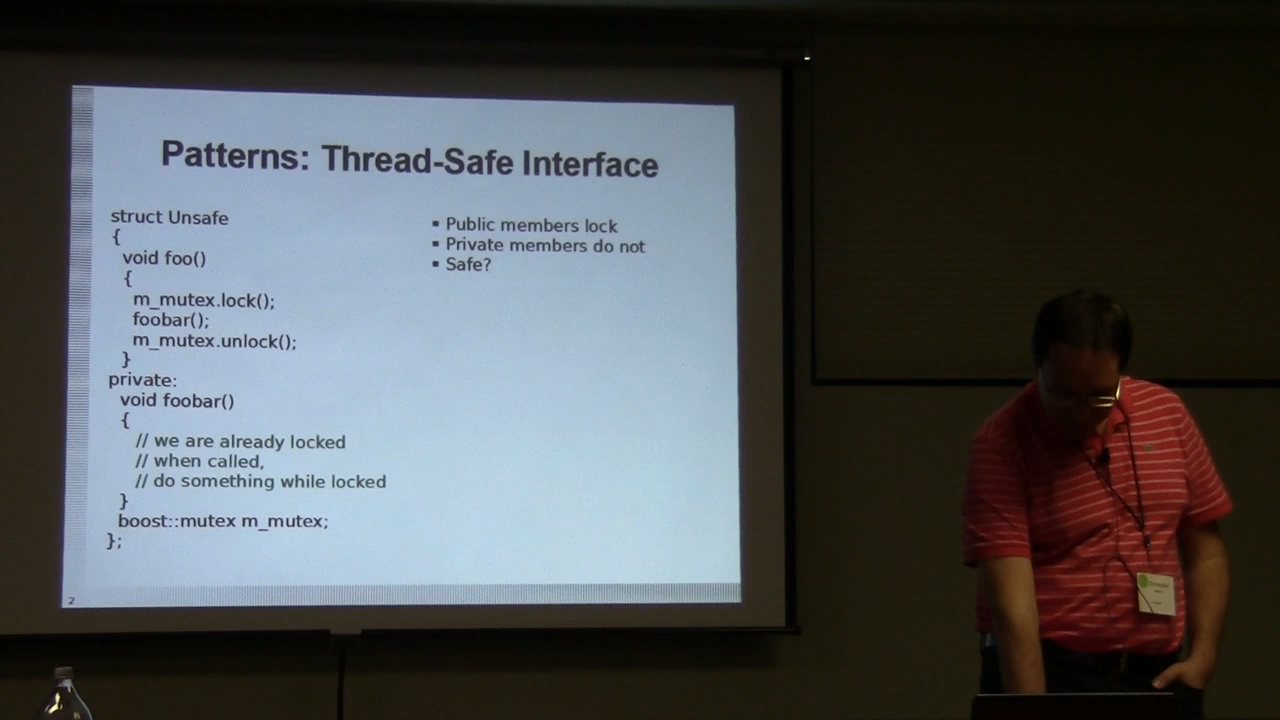 Patterns: Thread-Safe Interface
struct Unsafe
{
void foo()
{
m_mutex.lock();
foobar();
m_mutex.unlock();
}
private:
void foobar()
{
// we are already locked
// when called,
// do something while locked
}
boost::mutex m_mutex;
};
▪ Public members lock
▪ Private members do not
▪ Safe?
2